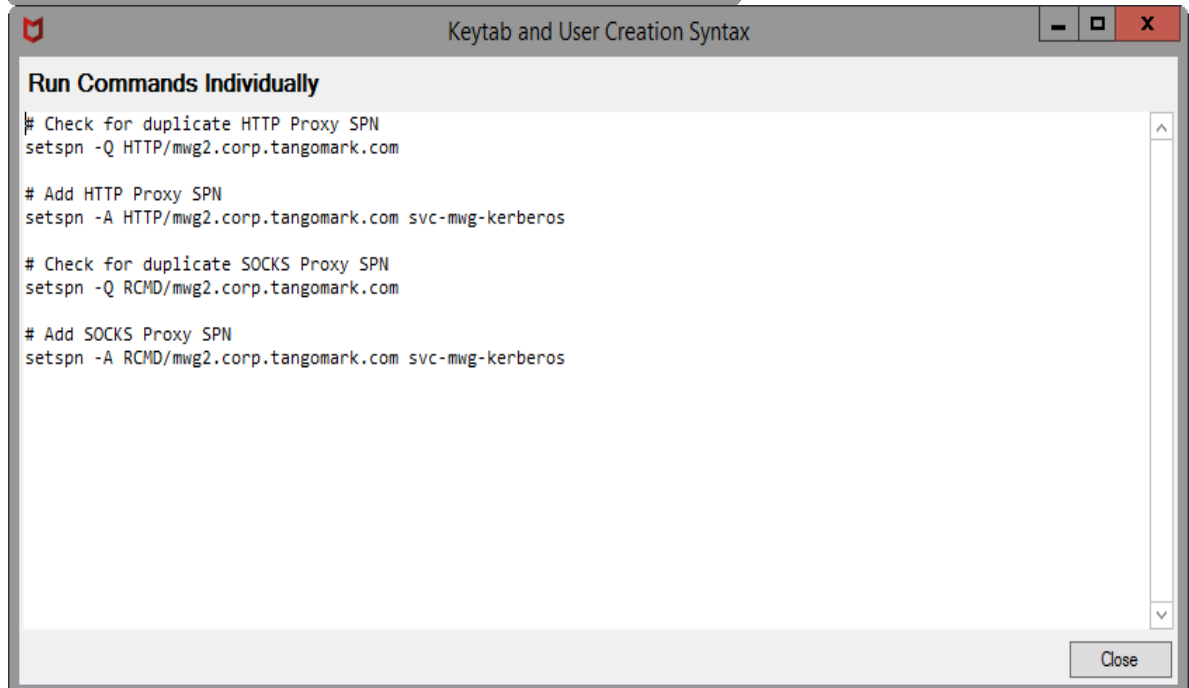 Keytab and User Creation Syntax
Run Commands Individually
# Check for duplicate HTTP Proxy SPN
setspn -Q HTTP/mwg2.corp.tangomark.com
# Add HTTP Proxy SPN
setspn -A HTTP/mwg2.corp.tangomark.com svc-mwg-kerberos
# Check for duplicate SOCKS Proxy SPN
setspn -Q RCMD/mwg2.corp.tangomark.com
# Add SOCKS Proxy SPN
setspn -A RCMD/mwg2.corp.tangomark.com svc-mwg-kerberos
Close